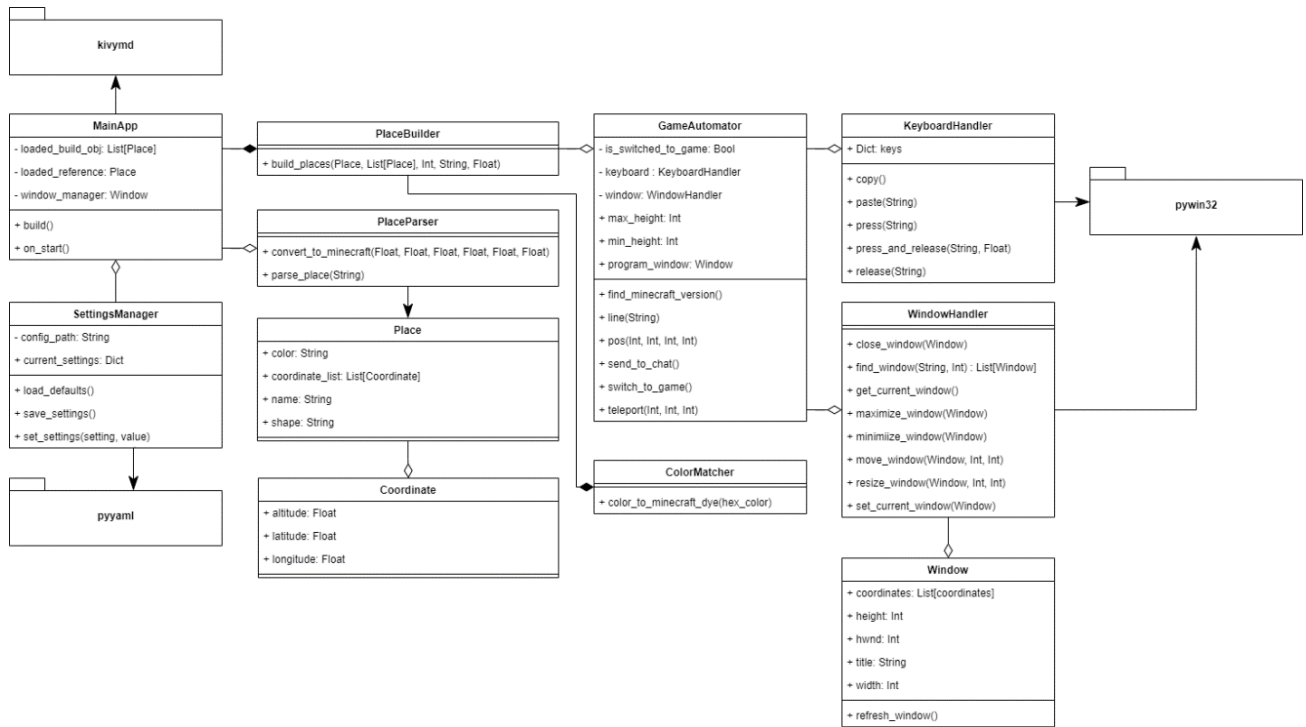 kivymd
MainApp
- loaded_build_obj: List[Place]
- loaded_reference: Place
- window_manager: Window
+ build()
+ on_start()
SettingsManager
- config_path: String
+ current_settings: Dict
+ load_defaults()
+ save_settings()
+ set_settings(setting, value)
pyyaml
PlaceBuilder
+ build_places(Place, List[Place], Int, String, Float)
PlaceParser
+ convert_to_minecraft(Float, Float, Float, Float, Float, Float)
+ parse_place(String)
Place
+ color: String
+ coordinate_list: List[Coordinate]
+ name: String
+ shape: String
Coordinate
+ altitude: Float
+ latitude: Float
+ longitude: Float
GameAutomator
- is_switched_to_game: Bool
- keyboard : KeyboardHandler
- window: WindowHandler
+ max_height: Int
+ min_height: Int
+ program_window: Window
+ find_minecraft_version()
+ line(String)
+ pos(Int, Int, Int, Int)
+ send_to_chat()
+ switch_to_game()
+ teleport(Int, Int, Int)
ColorMatcher
+ color_to_minecraft_dye(hex_color)
KeyboardHandler
+ Dict: keys
+ copy()
+ paste(String)
+ press(String)
+ press_and_release(String, Float)
+ release(String)
WindowHandler
+ close_window(Window)
+ find_window(String, Int) : List[Window]
+ get_current_window()
+ maximize_window(Window)
+ minimiize_window(Window)
+ move_window(Window, Int, Int)
+ resize_window(Window, Int, Int)
+ set_current_window(Window)
Window
+ coordinates: List[coordinates]
+ height: Int
+ hwnd: Int
+ title: String
+ width: Int
+ refresh_window()
pywin32